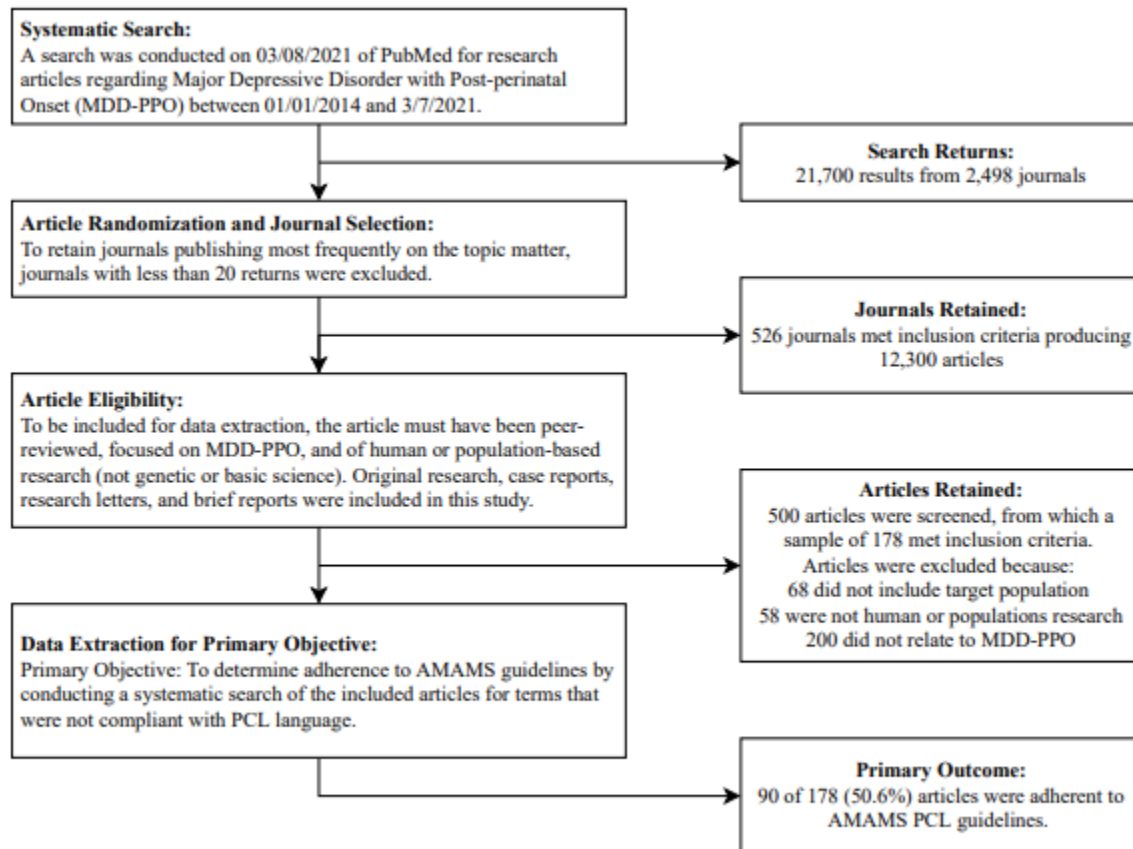 Systematic Search:
A search was conducted on 03/08/2021 of PubMed for research
articles regarding Major Depressive Disorder with Post-perinatal
Onset (MDD-PPO) between 01/01/2014 and 3/7/2021.
Search Returns:
21,700 results from 2,498 journals
Article Randomization and Journal Selection:
To retain journals publishing most frequently on the topic matter,
journals with less than 20 returns were excluded.
Journals Retained:
526 journals met inclusion criteria producing
12,300 articles
Article Eligibility:
To be included for data extraction, the article must have been peer-
reviewed, focused on MDD-PPO, and of human or population-based
research (not genetic or basic science). Original research, case reports,
research letters, and brief reports were included in this study.
Articles Retained:
500 articles were screened, from which a
sample of 178 met inclusion criteria.
Articles were excluded because:
68 did not include target population
58 were not human or populations research
200 did not relate to MDD-PPO
Data Extraction for Primary Objective:
Primary Objective: To determine adherence to AMAMS guidelines by
conducting a systematic search of the included articles for terms that
were not compliant with PCL language.
Primary Outcome:
90 of 178 (50.6%) articles were adherent to
AMAMS PCL guidelines.